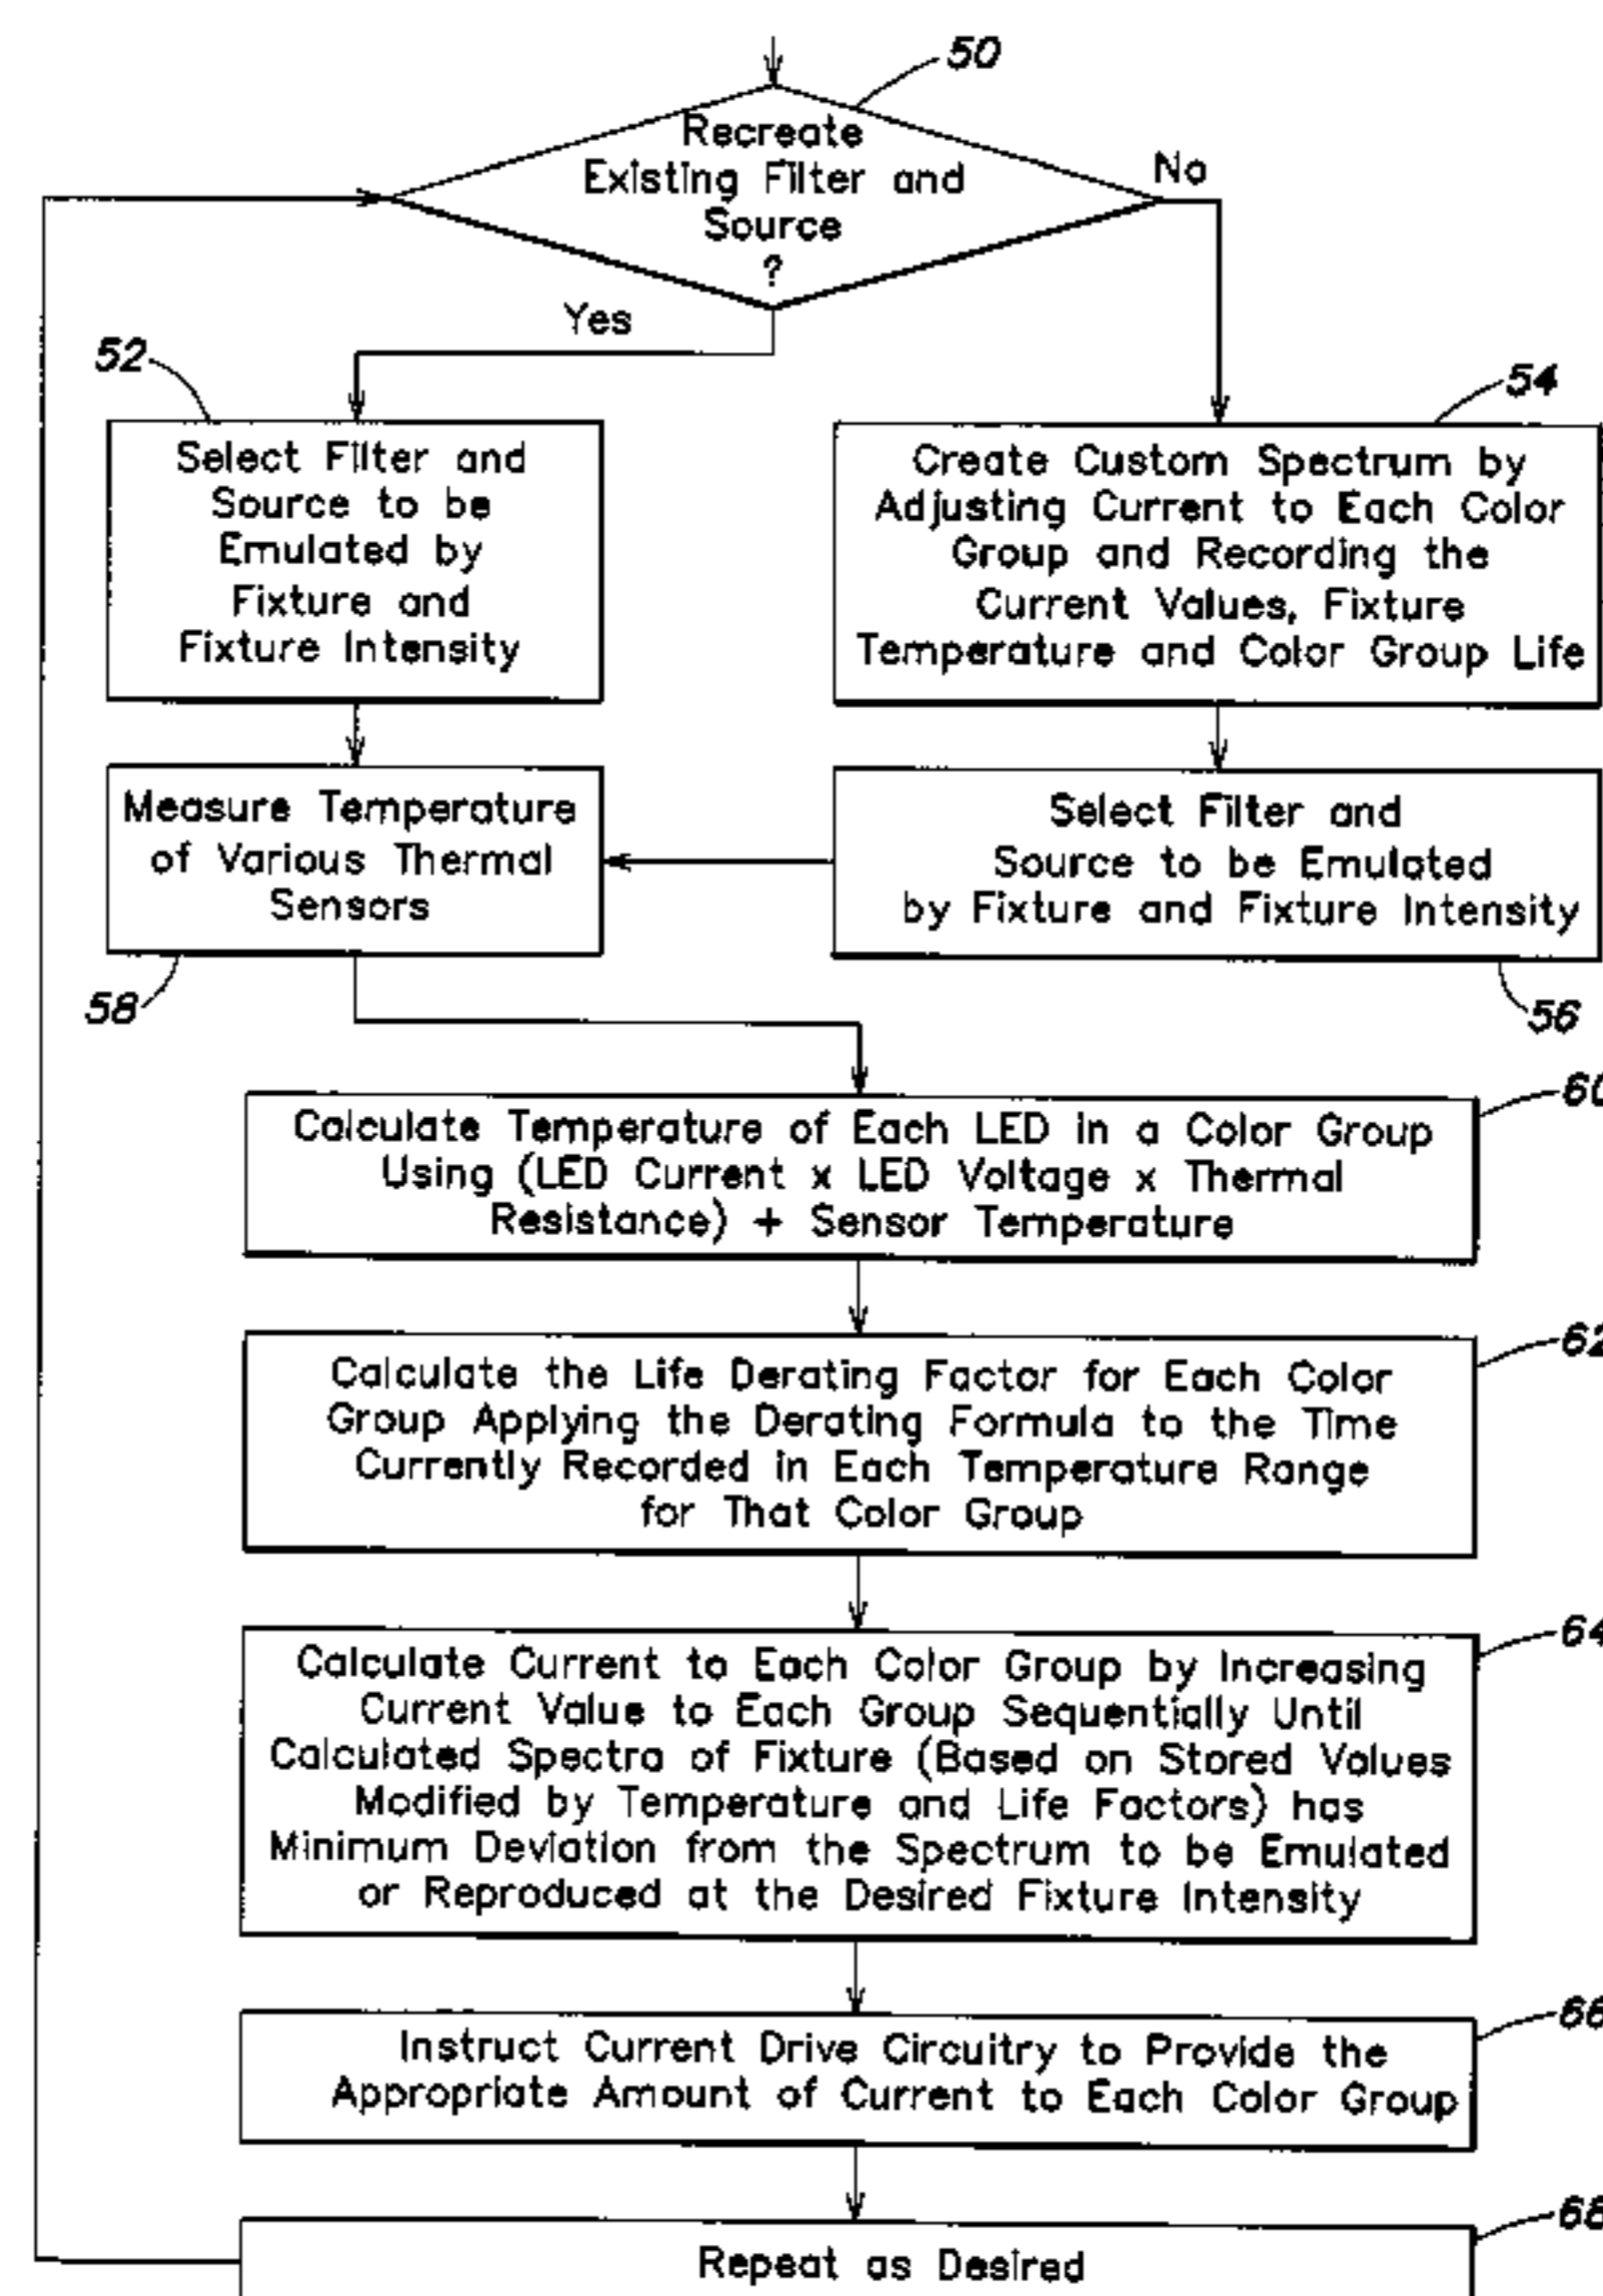 50
Recreate
Existing Filter and
Source
?
No
Yes
52
54
Select Filter and
Source to be
Emulated by
Fixture and
Fixture Intensity
Create Custom Spectrum by
Adjusting Current to Each Color
Group and Recording the
Current Values, Fixture
Temperature and Color Group Life
Measure Temperature
of Various Thermal
Sensors
Select Filter and
Source to be Emulated
by Fixture and Fixture Intensity
58
56
60
Calculate Temperature of Each LED in a Color Group
Using (LED Current x LED Voltage x Thermal
Resistance) + Sensor Temperature
62
Calculate the Life Derating Factor for Each Color
Group Applying the Derating Formula to the Time
Currently Recorded in Each Temperature Range
for That Color Group
64
Calculate Current to Each Color Group by Increasing
Current Value to Each Group Sequentially Until
Calculated Spectra of Fixture (Based on Stored Values
Modified by Temperature and Life Factors) has
Minimum Deviation from the Spectrum to be Emulated
or Reproduced at the Desired Fixture Intensity
66
Instruct Current Drive Circuitry to Provide the
Appropriate Amount of Current to Each Color Group
68
Repeat as Desired